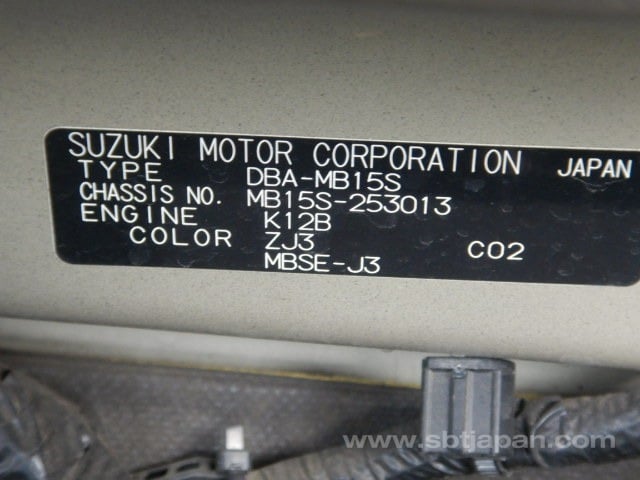 SUZUKI MOTOR CORPORATION JAPAN
TYPE DBA-MB15S
CHASSIS NO. MB15S-253013
ENGINE K12B
COLOR ZJ3 C02
MBSE-J3
www.sbtjapan.com